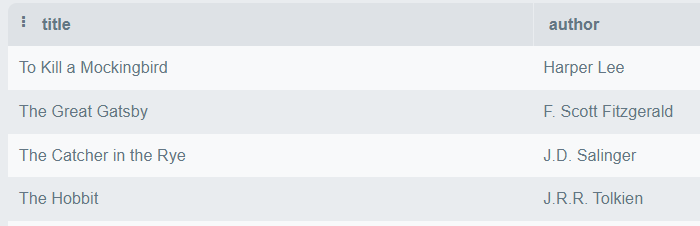 title author
To Kill a Mockingbird Harper Lee
The Great Gatsby F. Scott Fitzgerald
The Catcher in the Rye J.D. Salinger
The Hobbit J.R.R. Tolkien